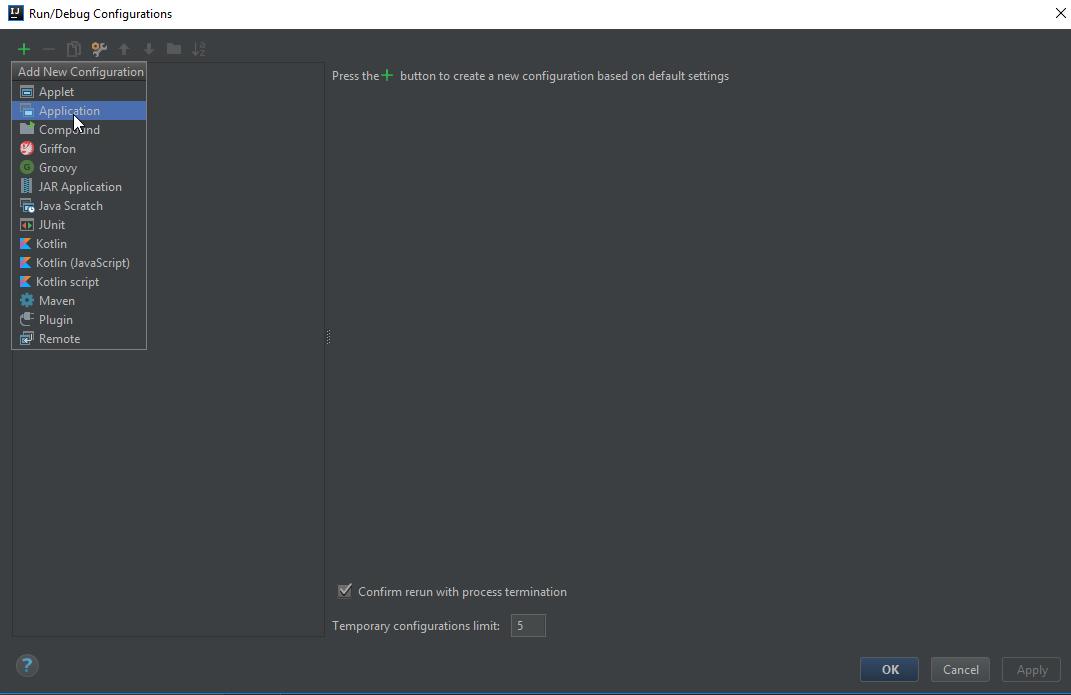 Run/Debug Configurations
Add New Configuration
Applet
Application
Compound
Griffon
Groovy
JAR Application
Java Scratch
JUnit
Kotlin
Kotlin (JavaScript)
Kotlin script
Maven
Plugin
Remote
Press the + button to create a new configuration based on default settings
Confirm rerun with process termination
Temporary configurations limit: 5
?
OK Cancel Apply